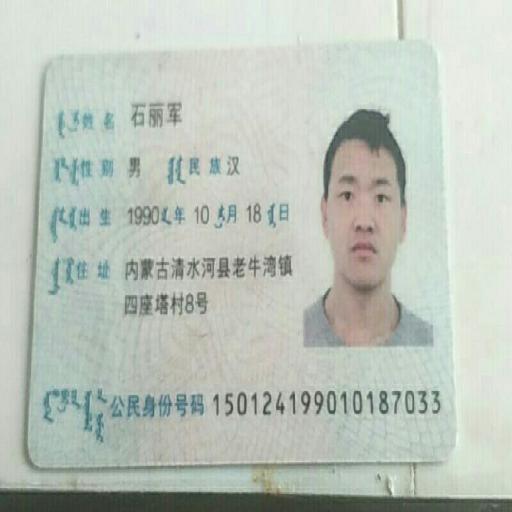 姓名 石丽军
性别 男 民族 汉
出生 1990 年 10 月 18 日
住址 内蒙古清水河县老牛湾镇
四座塔村8号
公民身份号码 150124199010187033